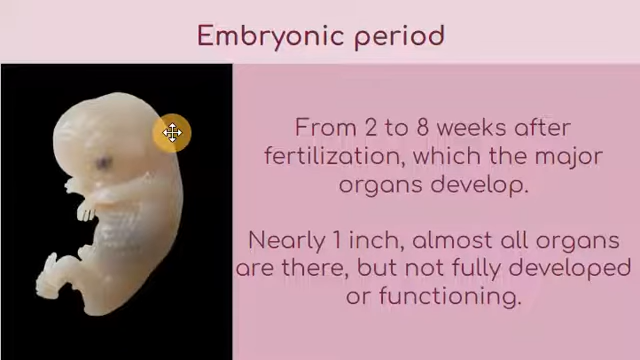 Embryonic period
From 2 to 8 weeks after
fertilization, which the major
organs develop.
Nearly 1 inch, almost all organs
are there, but not fully developed
or functioning.